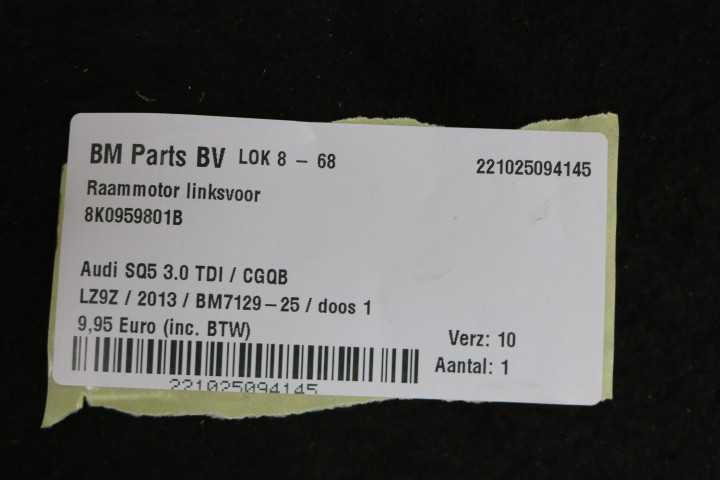 BM Parts BV LOK 8 - 68
221025094145
Raammotor linksvoor
8K0959801B
Audi SQ5 3.0 TDI / CGQB
LZ9Z / 2013 / BM7129-25 / doos 1
9,95 Euro (inc. BTW)
Verz: 10
Aantal: 1
221025094145